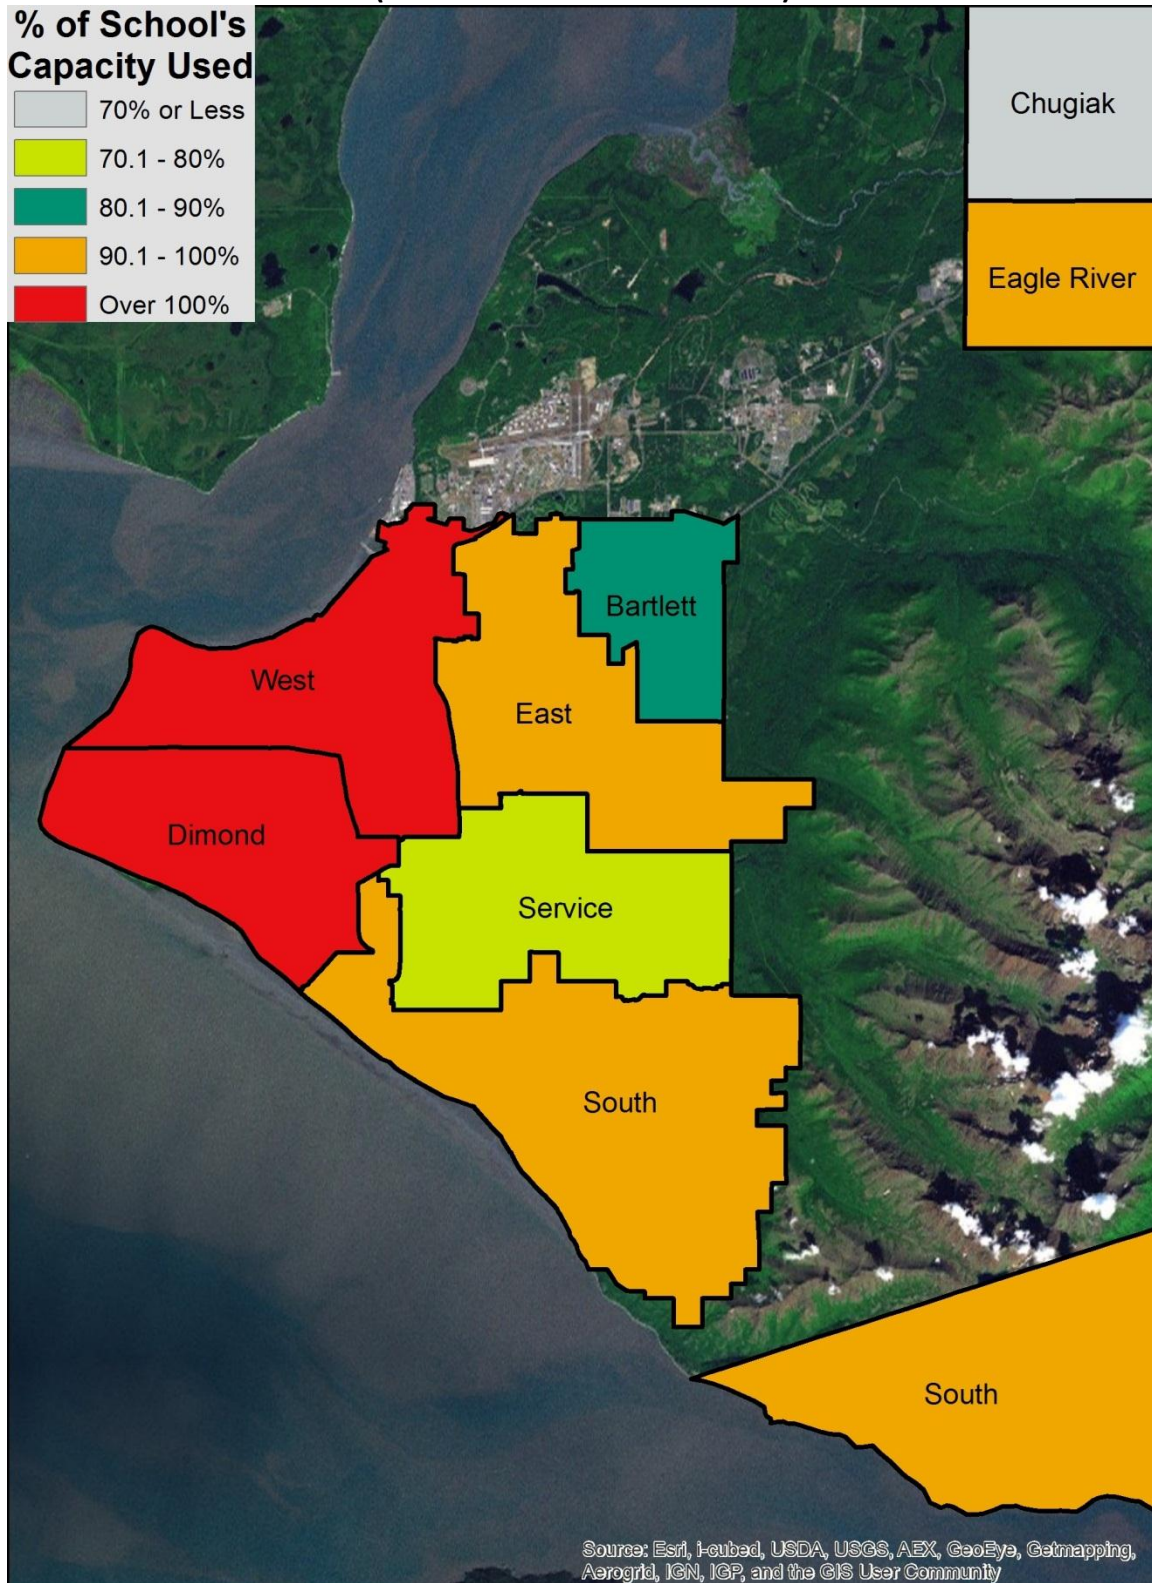 % of School's
Capacity Used
70% or Less
70.1 - 80%
80.1 - 90%
90.1 - 100%
Over 100%
Chugiak
Eagle River
Bartlett
West
East
Dimond
Service
South
South
Source: Esri, i-cubed, USDA, USGS, AEX, GeoEye, Getmapping,
Aerogrid, IGN, IGP, and the GIS User Community